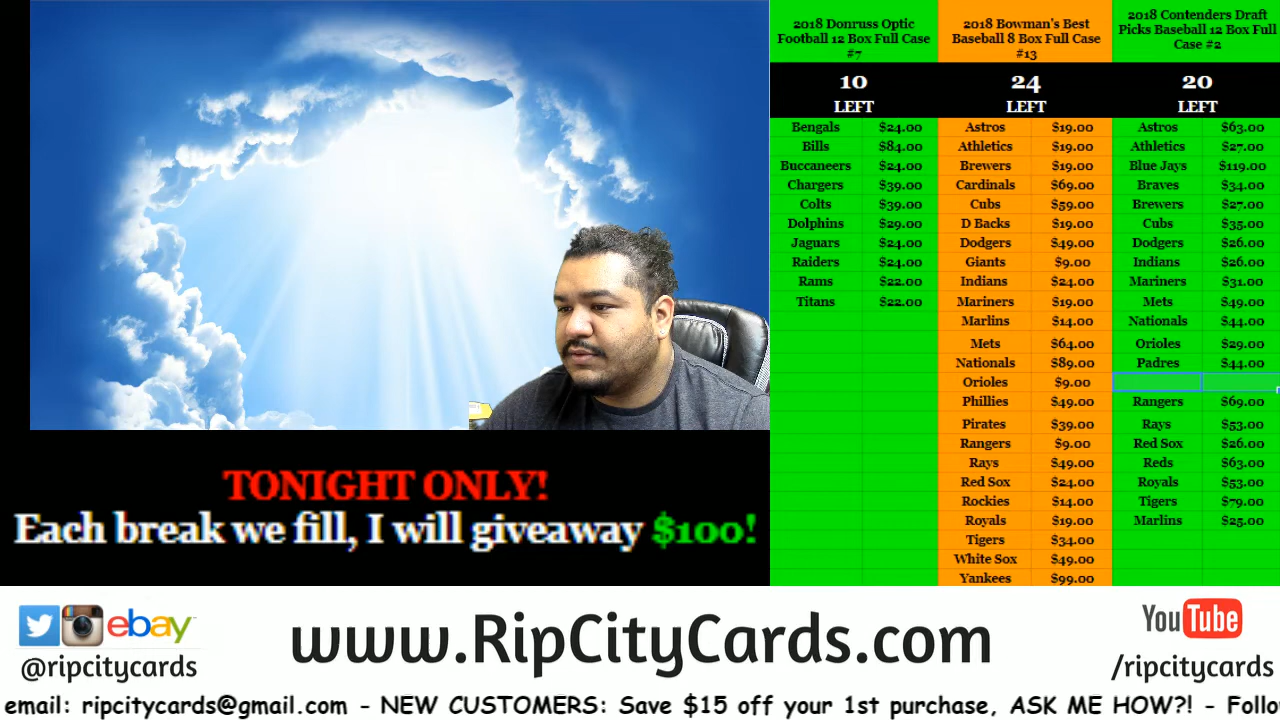 2018 Donruss Optic
Football 12 Box Full Case
#7
10
LEFT
Bengals $24.00
Bills $84.00
Buccaneers $24.00
Chargers $39.00
Colts $39.00
Dolphins $29.00
Jaguars $24.00
Raiders $24.00
Rams $22.00
Titans $22.00
2018 Bowman's Best
Baseball 8 Box Full Case
#13
24
LEFT
Astros $19.00
Athletics $19.00
Brewers $19.00
Cardinals $69.00
Cubs $59.00
D Backs $19.00
Dodgers $49.00
Giants $9.00
Indians $24.00
Mariners $19.00
Marlins $14.00
Mets $64.00
Nationals $89.00
Orioles $9.00
Phillies $49.00
Pirates $39.00
Rangers $9.00
Rays $49.00
Red Sox $24.00
Rockies $14.00
Royals $19.00
Tigers $34.00
White Sox $49.00
Yankees $99.00
2018 Contenders Draft
Picks Baseball 12 Box Full
Case #2
20
LEFT
Astros $63.00
Athletics $27.00
Blue Jays $119.00
Braves $34.00
Brewers $27.00
Cubs $35.00
Dodgers $26.00
Indians $26.00
Mariners $31.00
Mets $49.00
Nationals $44.00
Orioles $29.00
Padres $44.00
Rangers $69.00
Rays $53.00
Red Sox $26.00
Reds $63.00
Royals $53.00
Tigers $79.00
Marlins $25.00
TONIGHT ONLY!
Each break we fill, I will giveaway $100!
ebay
@ripcitycards
www.RipCityCards.com
YouTube
/ripcitycards
email: ripcitycards@gmail.com - NEW CUSTOMERS: Save $15 off your 1st purchase, ASK ME HOW?! - Follo